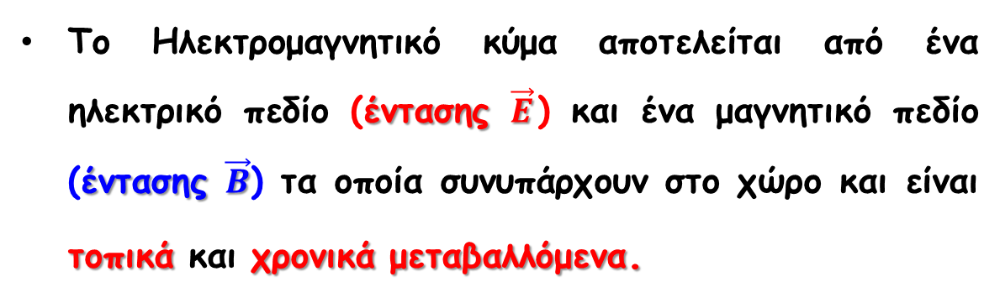 • Το Ηλεκτρομαγνητικό κύμα αποτελείται από ένα
ηλεκτρικό πεδίο (έντασης $\vec{E}$) και ένα μαγνητικό πεδίο
(έντασης $\vec{B}$) τα οποία συνυπάρχουν στο χώρο και είναι
τοπικά και χρονικά μεταβαλλόμενα.